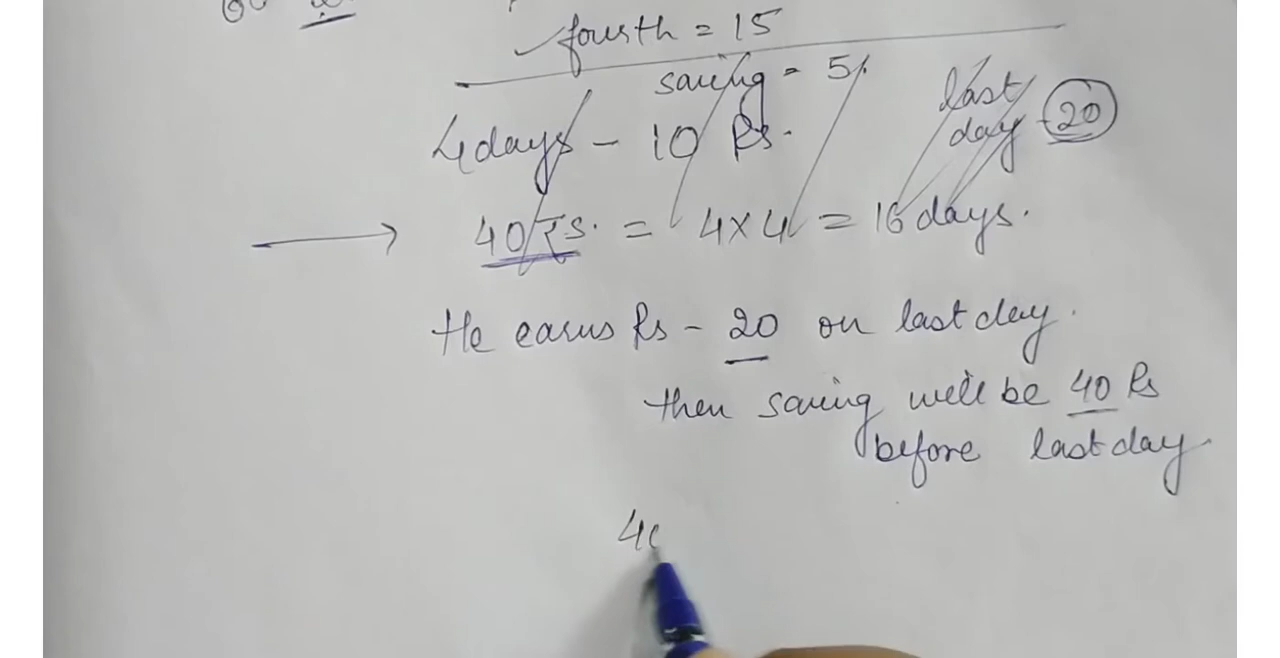 fourth = 15
saving = 5/.
4 days - 10 Rs.
last
day - 20
→ 40 Rs. = 4×4 = 16 days.
He earns Rs - 20 on last day.
then saving will be 40 Rs
before last day
40